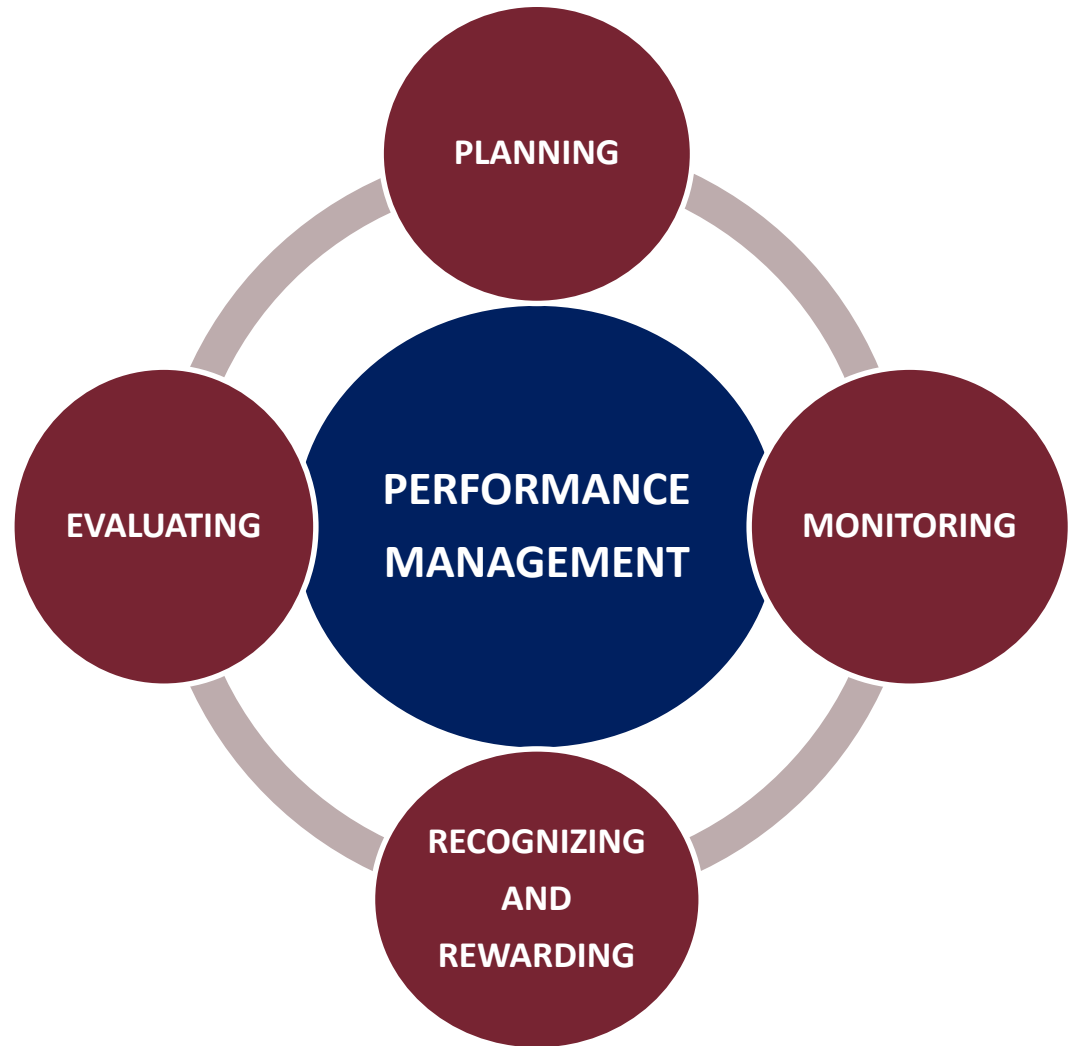 PLANNING
PERFORMANCE
MANAGEMENT
EVALUATING
MONITORING
RECOGNIZING
AND
REWARDING